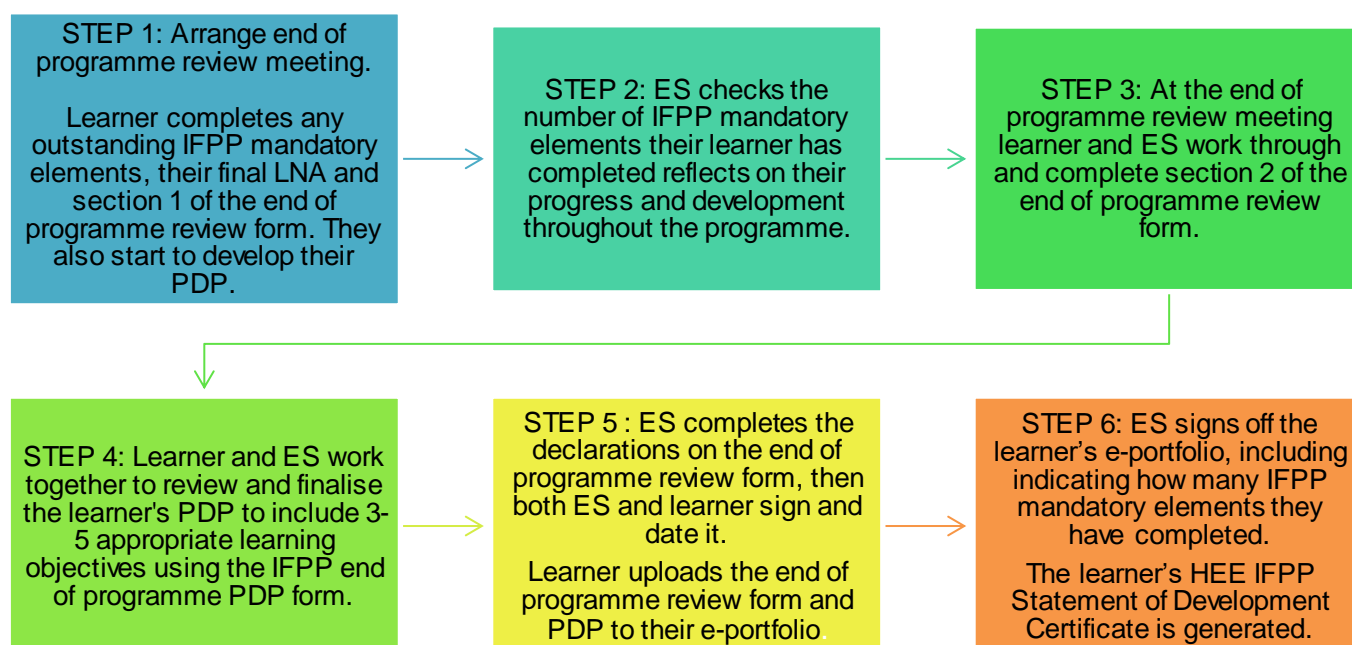 STEP 1: Arrange end of
programme review meeting.
Learner completes any
outstanding IFPP mandatory
elements, their final LNA and
section 1 of the end of
programme review form. They
also start to develop their
PDP.
STEP 2: ES checks the
number of IFPP mandatory
elements their learner has
completed reflects on their
progress and development
throughout the programme.
STEP 3: At the end of
programme review meeting
learner and ES work through
and complete section 2 of the
end of programme review
form.
STEP 4: Learner and ES work
together to review and finalise
the learner's PDP to include 3-
5 appropriate learning
objectives using the IFPP end
of programme PDP form.
STEP 5 : ES completes the
declarations on the end of
programme review form, then
both ES and learner sign and
date it.
Learner uploads the end of
programme review form and
PDP to their e-portfolio.
STEP 6: ES signs off the
learner’s e-portfolio, including
indicating how many IFPP
mandatory elements they
have completed.
The learner’s HEE IFPP
Statement of Development
Certificate is generated.